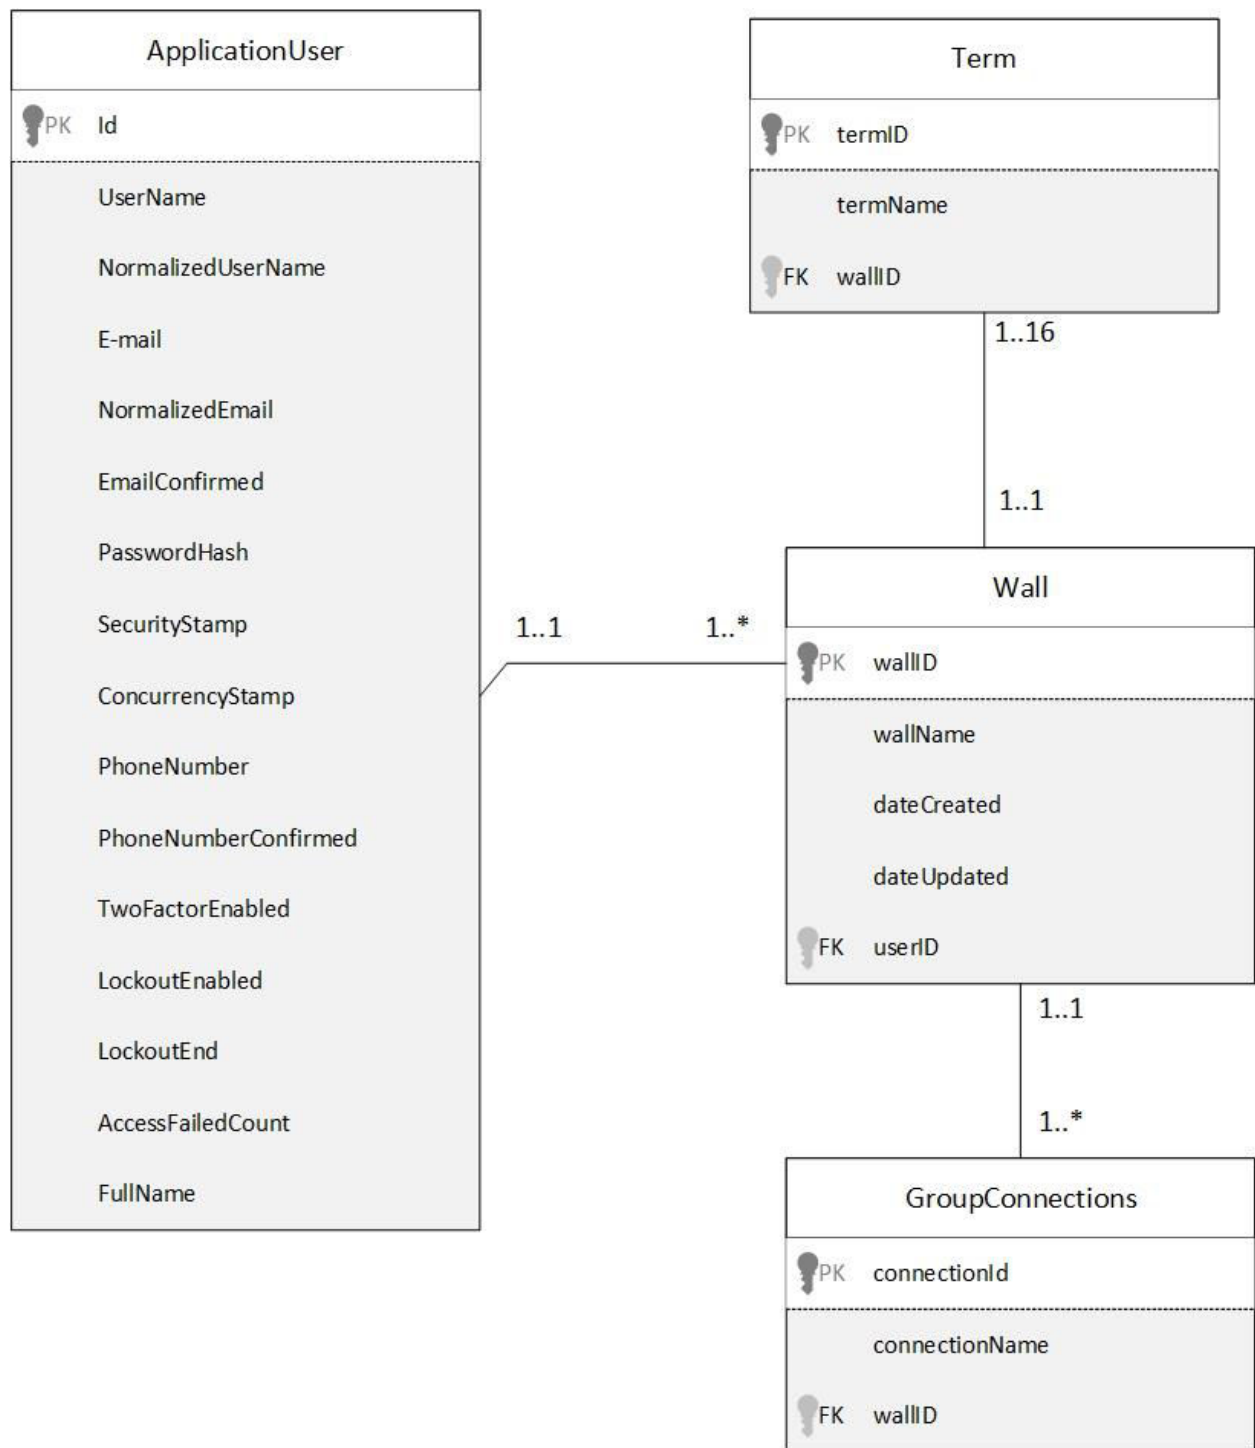 ApplicationUser
PK Id
UserName
NormalizedUserName
E-mail
NormalizedEmail
EmailConfirmed
PasswordHash
SecurityStamp
ConcurrencyStamp
PhoneNumber
PhoneNumberConfirmed
TwoFactorEnabled
LockoutEnabled
LockoutEnd
AccessFailedCount
FullName
1..1
1..*
Term
PK termID
termName
FK wallID
1..16
1..1
Wall
PK wallID
wallName
dateCreated
dateUpdated
FK userID
1..1
1..*
GroupConnections
PK connectionId
connectionName
FK wallID